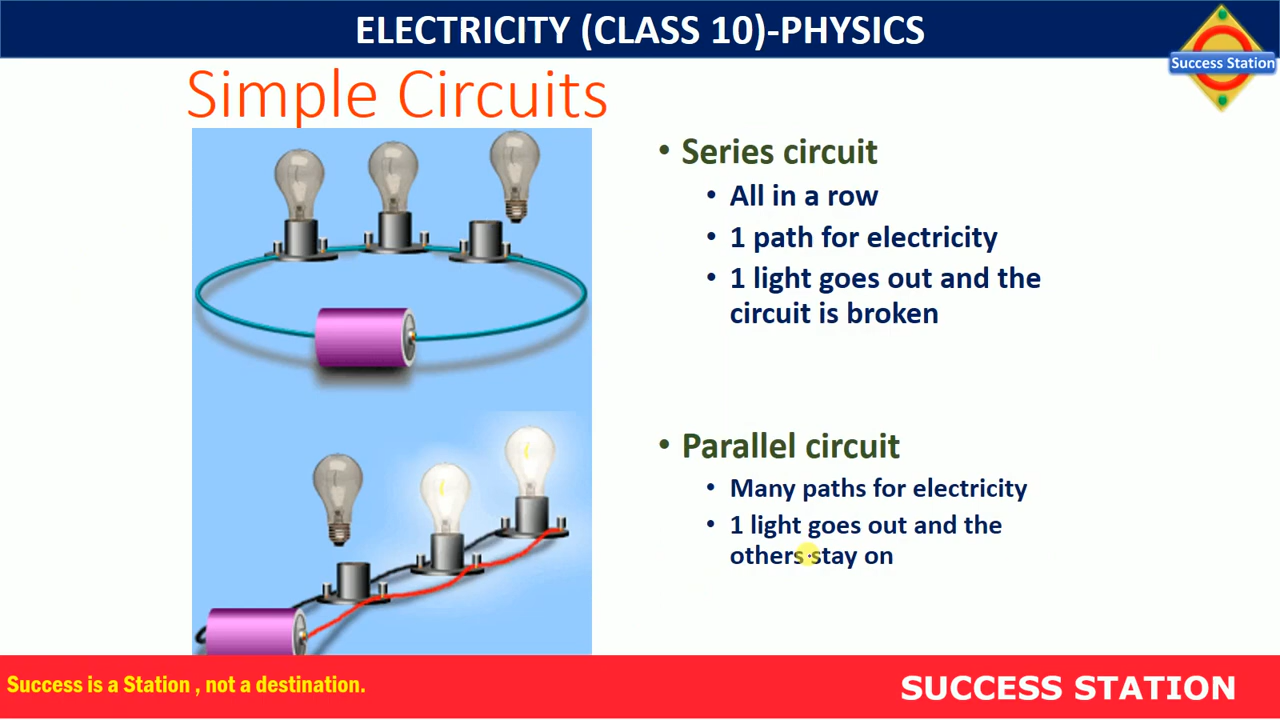 ELECTRICITY (CLASS 10)-PHYSICS
Success Station
Simple Circuits
• Series circuit
• All in a row
• 1 path for electricity
• 1 light goes out and the
circuit is broken
• Parallel circuit
• Many paths for electricity
• 1 light goes out and the
others stay on
Success is a Station , not a destination.
SUCCESS STATION